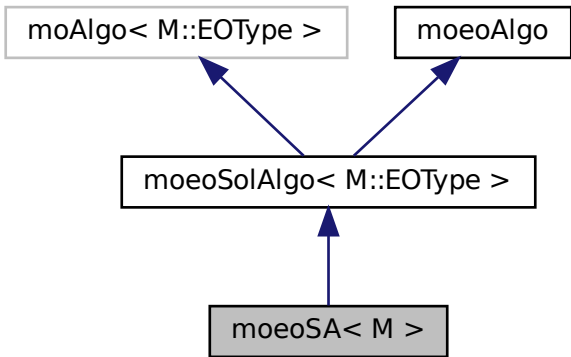 moAlgo< M::EOType >
moeoAlgo
moeoSolAlgo< M::EOType >
moeoSA< M >